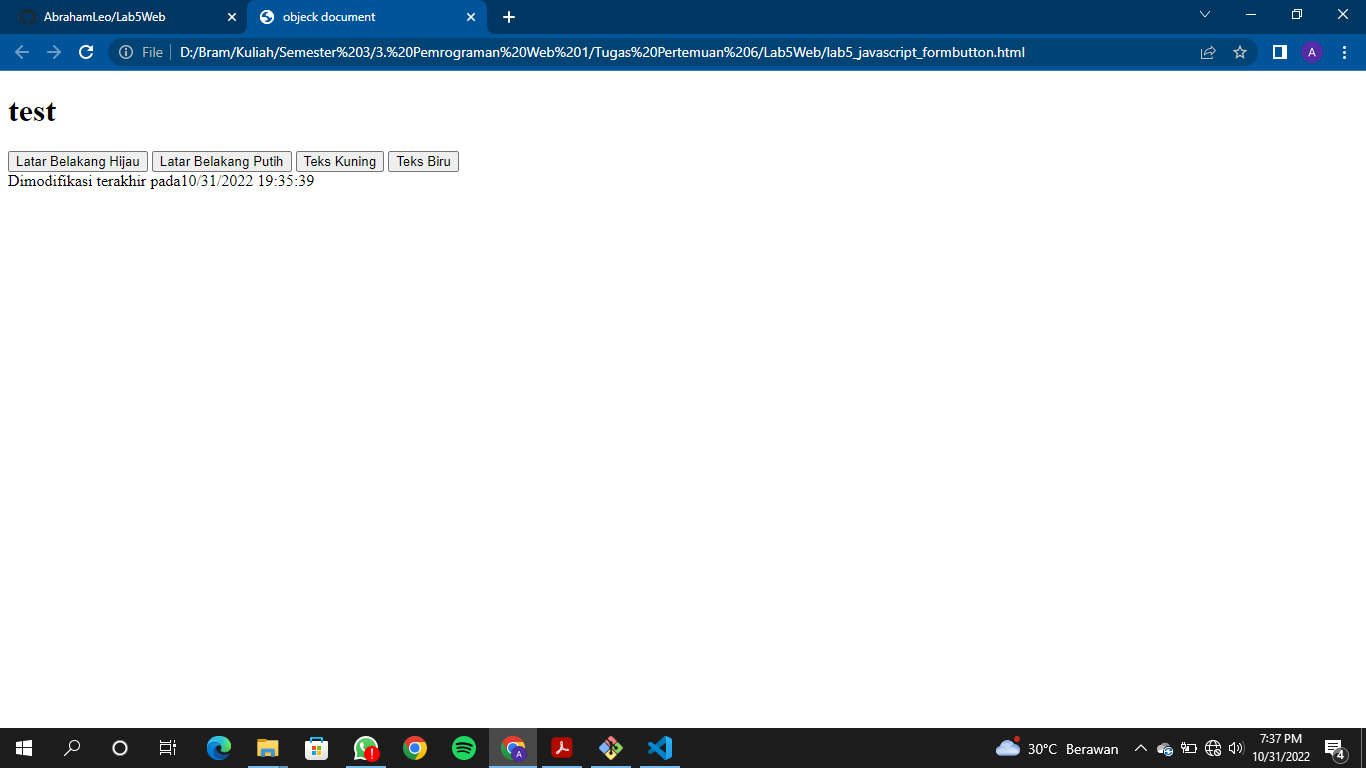 AbrahamLeo/Lab5Web
objeck document
File
D:/Bram/Kuliah/Semester%203/3.%20Pemrograman%20Web%201/Tugas%20Pertemuan%206/Lab5Web/lab5_javascript_formbutton.html
A
test
Latar Belakang Hijau Latar Belakang Putih Teks Kuning Teks Biru
Dimodifikasi terakhir pada10/31/2022 19:35:39
A
30°C Berawan
7:37 PM
10/31/2022
4